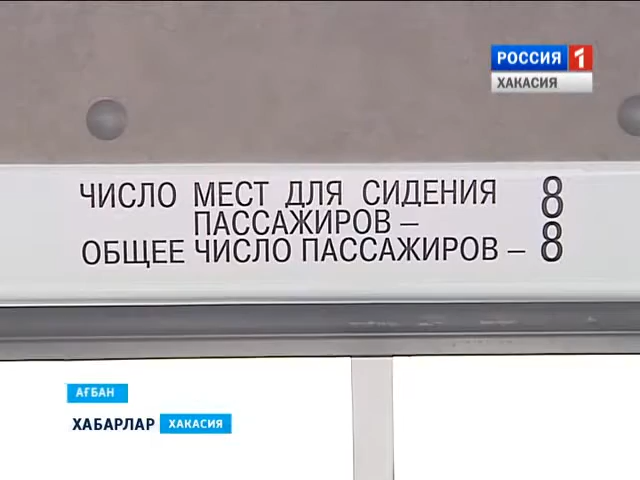 РОССИЯ 1
ХАКАСИЯ
ЧИСЛО МЕСТ ДЛЯ СИДЕНИЯ 8
ПАССАЖИРОВ –
ОБЩЕЕ ЧИСЛО ПАССАЖИРОВ – 8
АҒБАН
ХАБАРЛАР ХАКАСИЯ